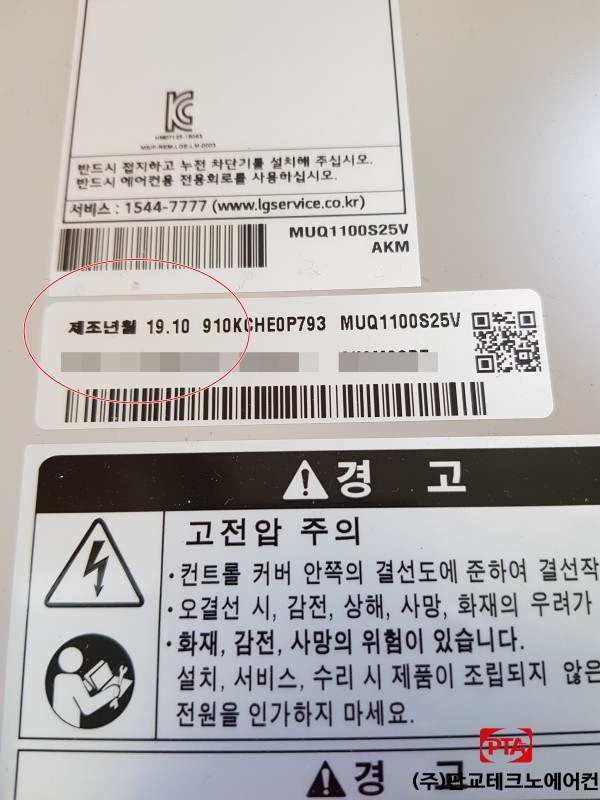 반드시 접지하고 누전 차단기를 설치해 주십시오.
반드시 에어컨용 전용회로를 사용하십시오.
서비스 : 1544-7777 (www.lgservice.co.kr)
MUQ1100S25V
AKM
제조년월 19.10 910KCHE0P793 MUQ1100S25V
경 고
고전압 주의
·컨트롤 커버 안쪽의 결선도에 준하여 결선작
·오결선 시, 감전, 상해, 사망, 화재의 우려가
·화재, 감전, 사망의 위험이 있습니다.
설치, 서비스, 수리 시 제품이 조립되지 않은
전원을 인가하지 마세요.
경 고
PTA
(주)판교테크노에어컨